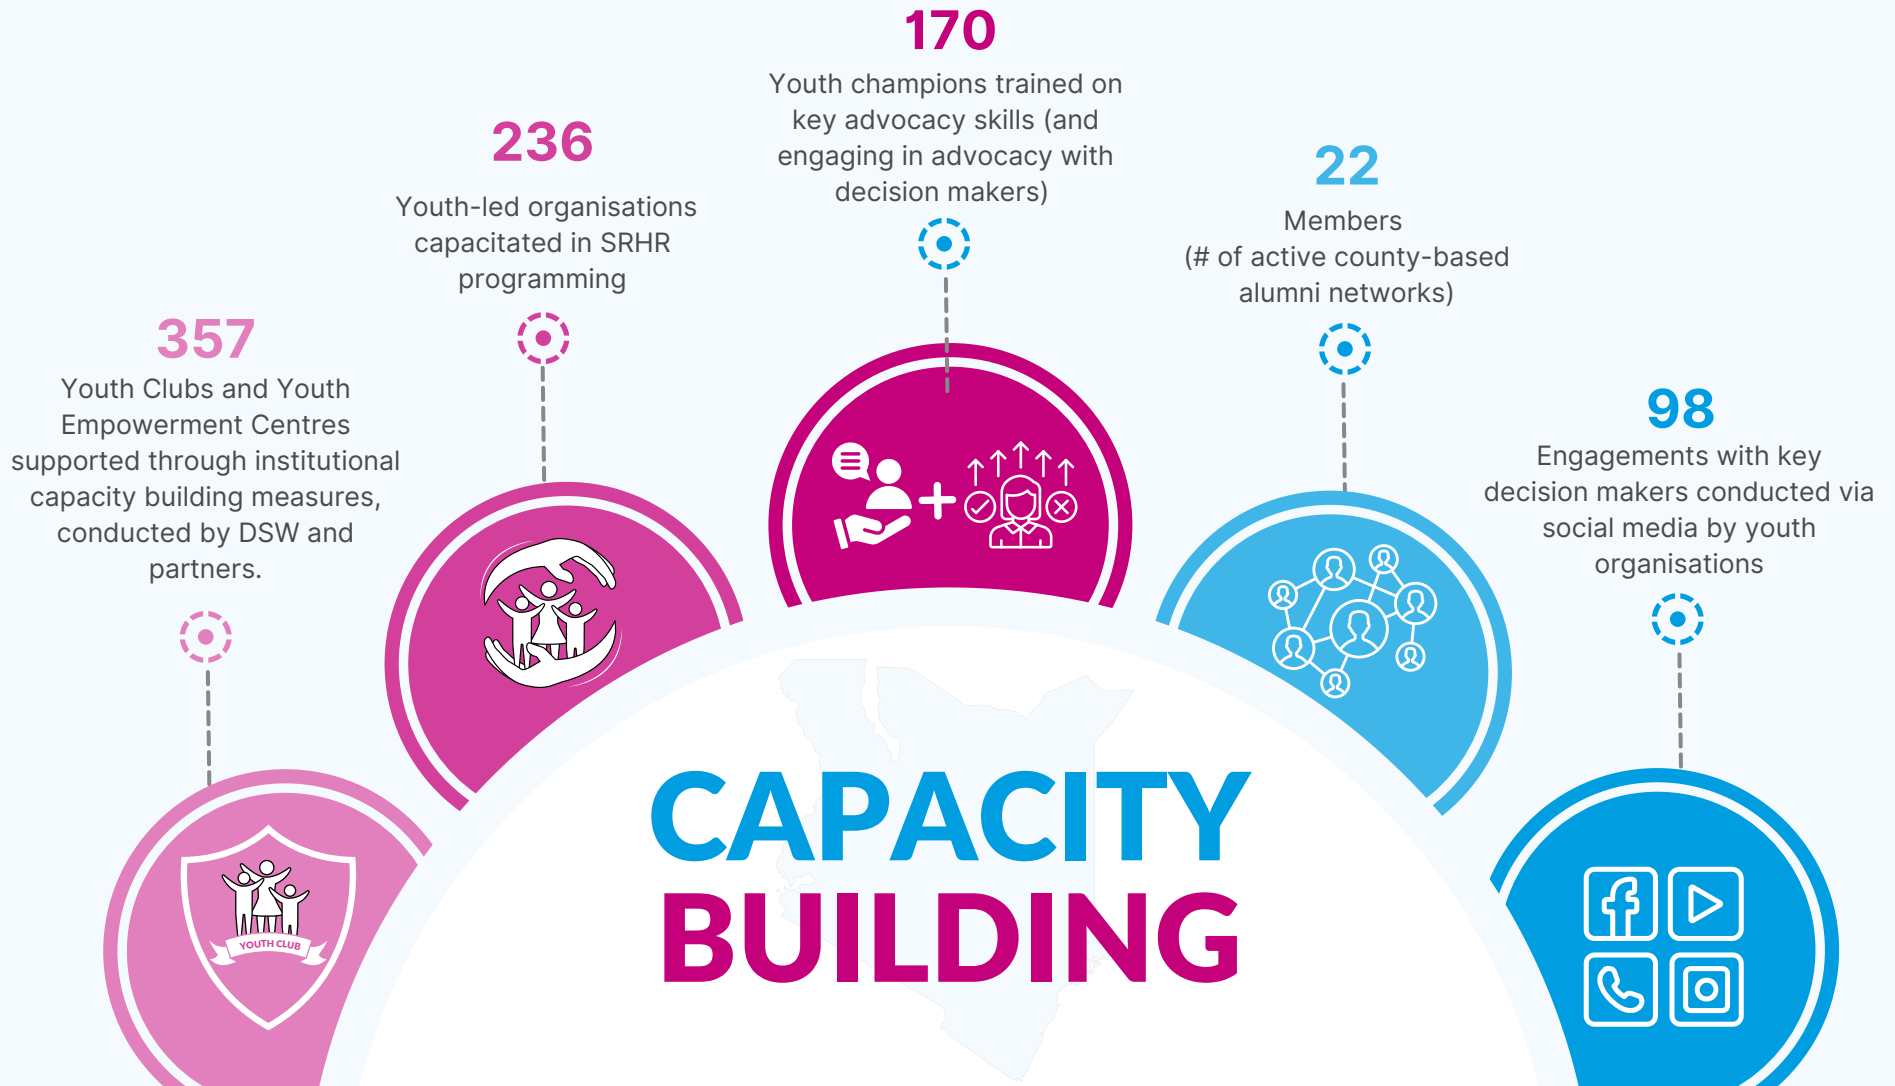 357
Youth Clubs and Youth
Empowerment Centres
supported through institutional
capacity building measures,
conducted by DSW and
partners.
236
Youth-led organisations
capacitated in SRHR
programming
170
Youth champions trained on
key advocacy skills (and
engaging in advocacy with
decision makers)
22
Members
(# of active county-based
alumni networks)
98
Engagements with key
decision makers conducted via
social media by youth
organisations
YOUTH CLUB
CAPACITY
BUILDING